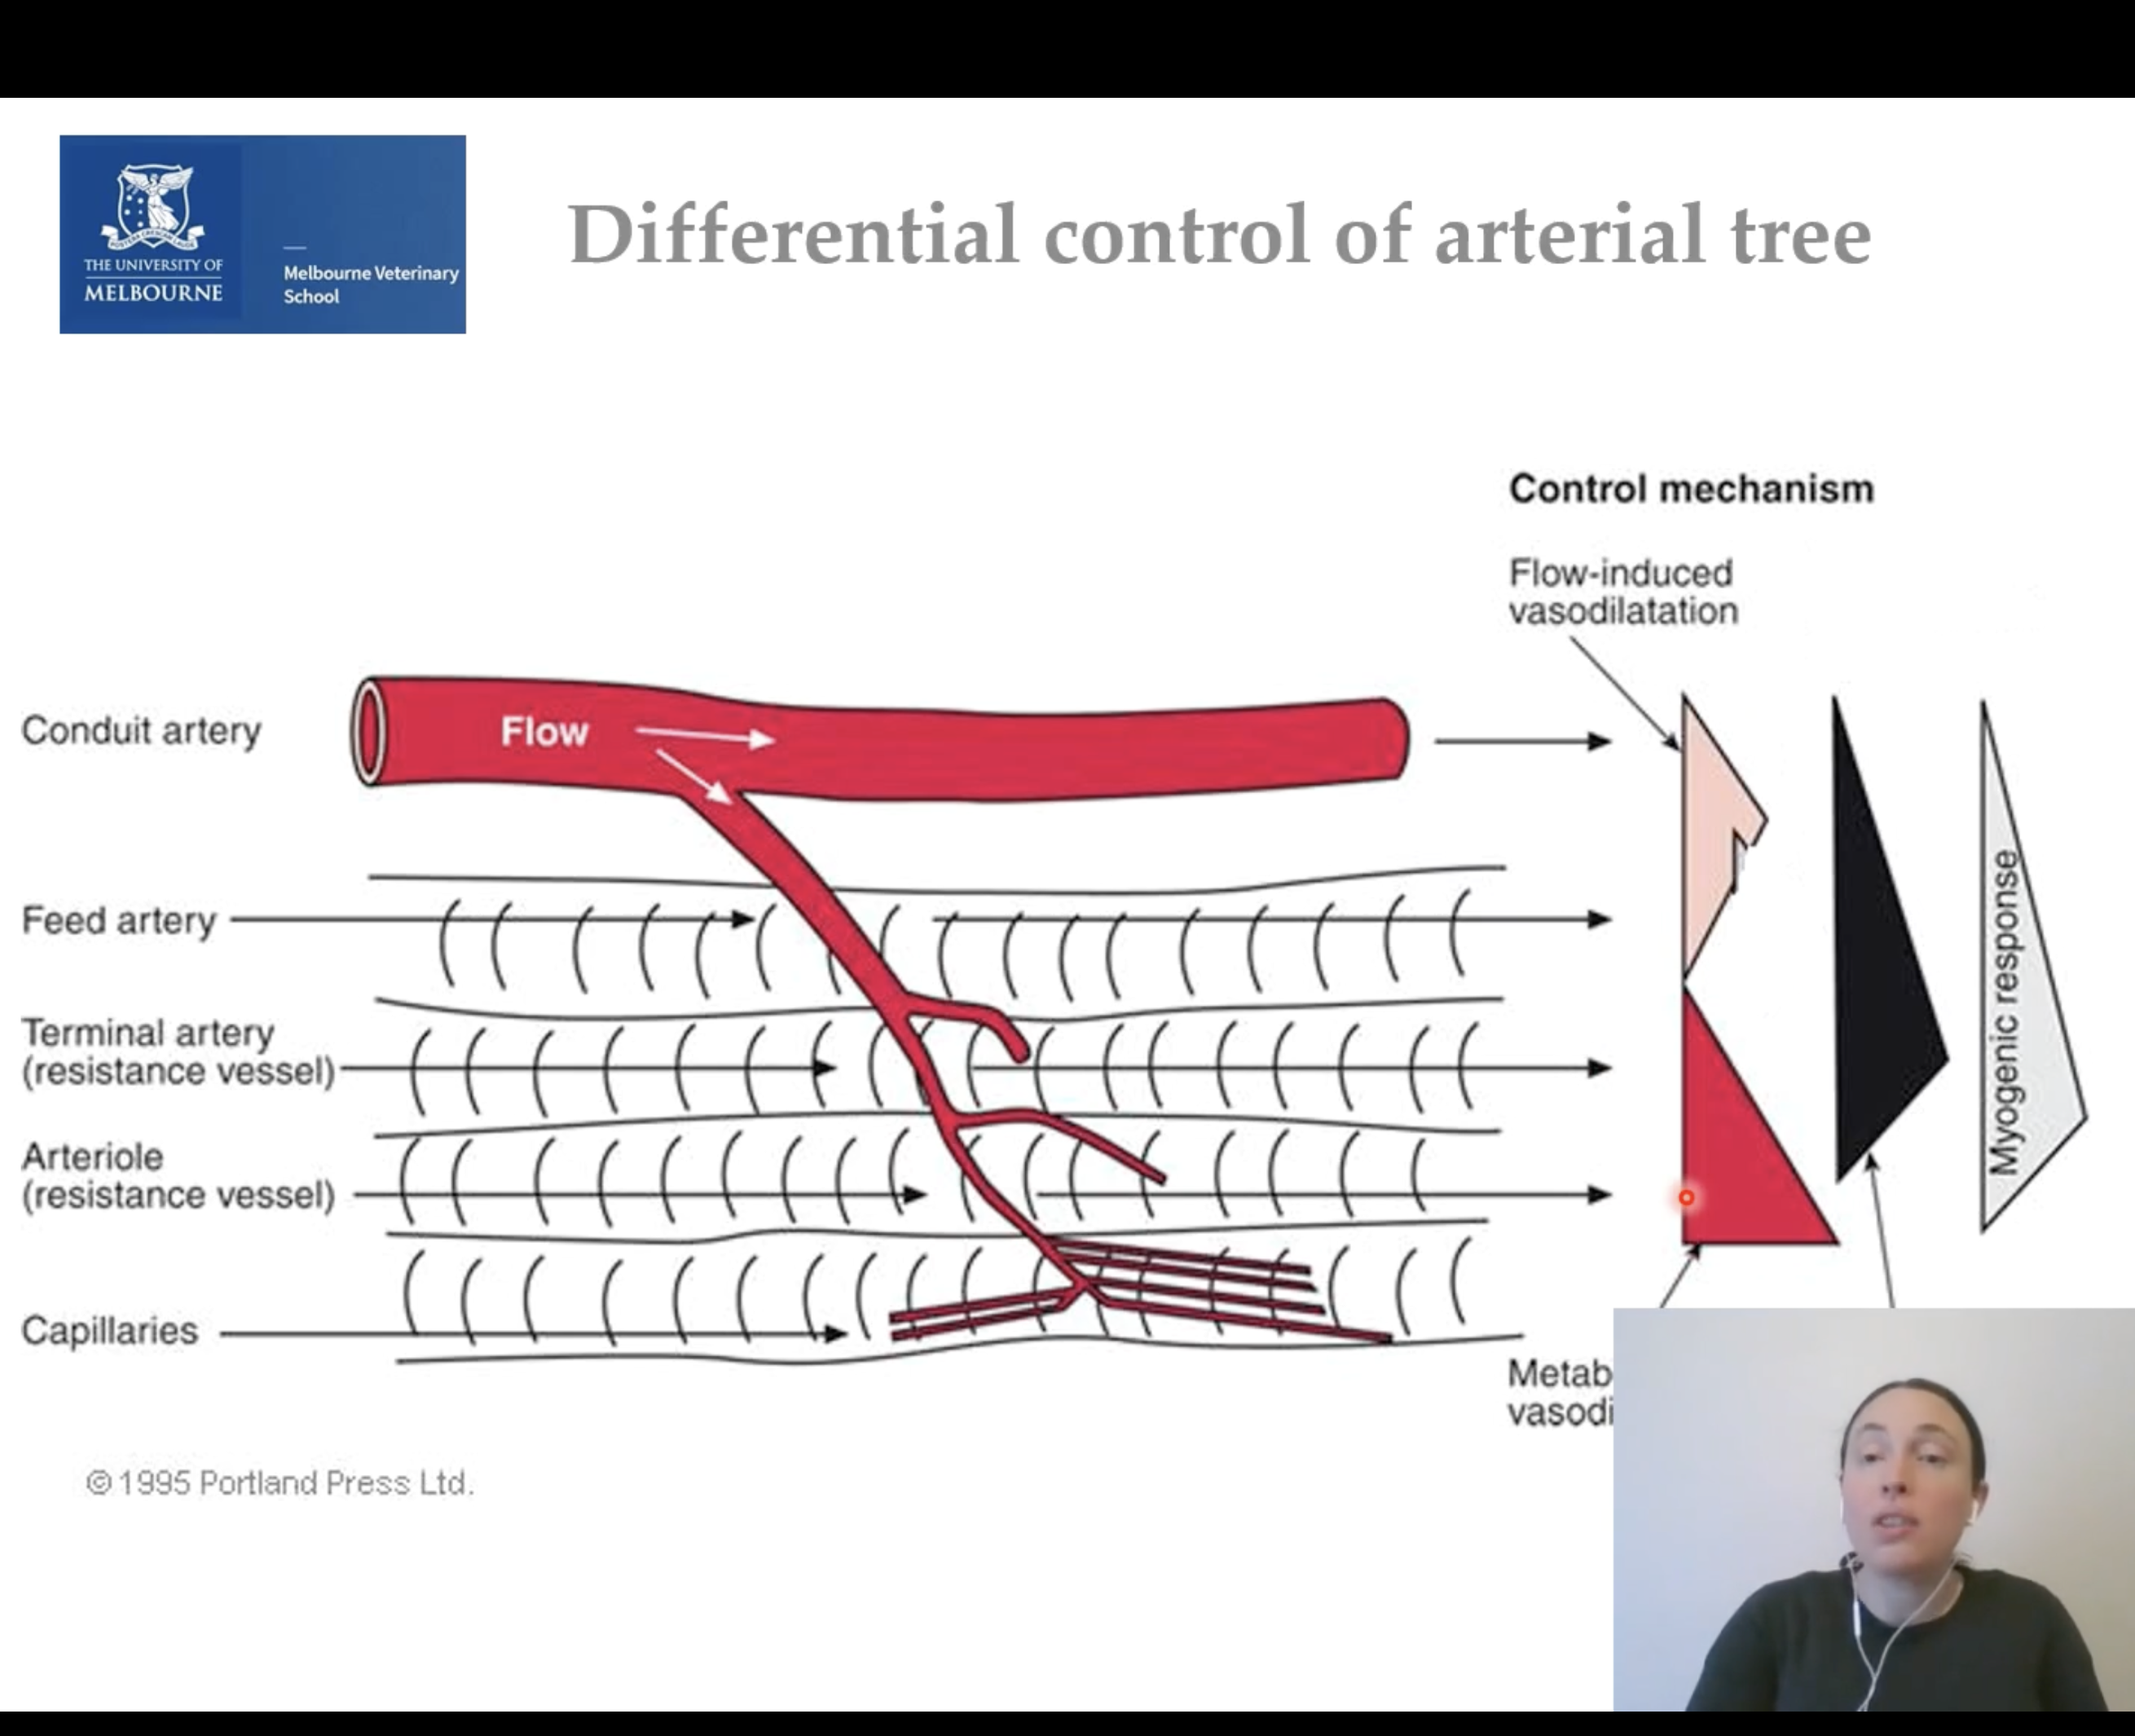 THE UNIVERSITY OF
MELBOURNE
Melbourne Veterinary
School
Differential control of arterial tree
Control mechanism
Flow-induced
vasodilatation
Conduit artery
Flow
Feed artery
Terminal artery
(resistance vessel)
Arteriole
(resistance vessel)
Capillaries
Myogenic response
Metab
vasodi
© 1995 Portland Press Ltd.